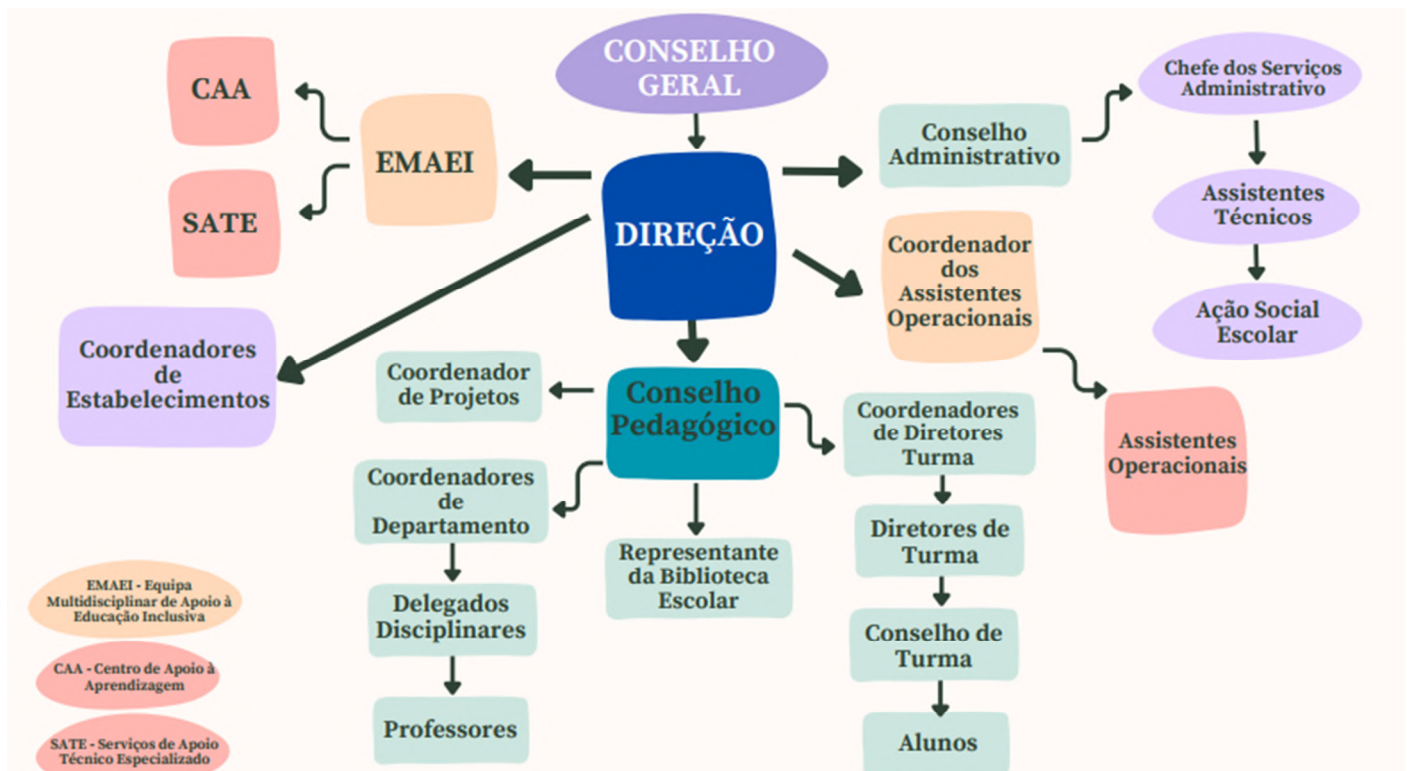 CONSELHO
GERAL
CAA
EMAEI
SATE
DIREÇÃO
Conselho
Administrativo
Chefe dos Serviços
Administrativo
Assistentes
Técnicos
Ação Social
Escolar
Coordenador
dos
Assistentes
Operacionais
Assistentes
Operacionais
Coordenadores
de
Estabelecimentos
Coordenador
de Projetos
Conselho
Pedagógico
Coordenadores
de Diretores
Turma
Coordenadores
de
Departamento
Representante
da Biblioteca
Escolar
Diretores de
Turma
Delegados
Disciplinares
Conselho de
Turma
Professores
Alunos
EMAEI - Equipa
Multidisciplinar de Apoio à
Educação Inclusiva
CAA - Centro de Apoio à
Aprendizagem
SATE - Serviços de Apoio
Técnico Especializado